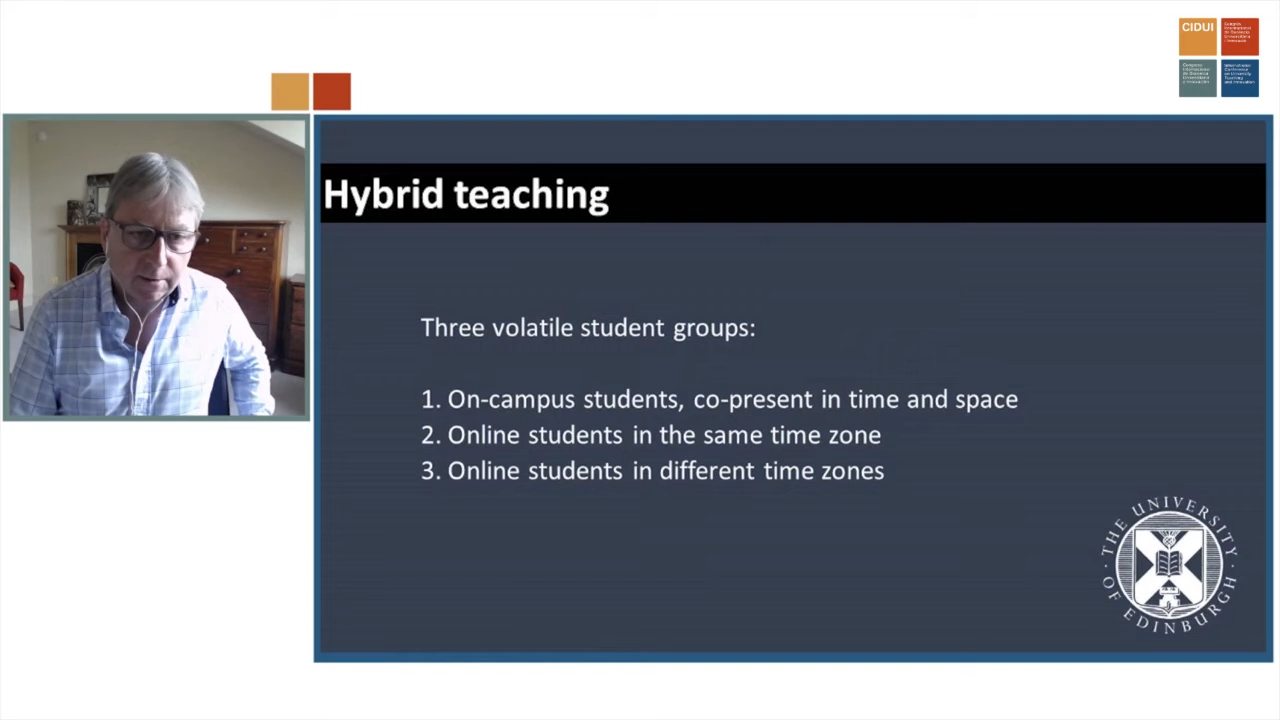 CIDUI
Hybrid teaching
Three volatile student groups:
1. On-campus students, co-present in time and space
2. Online students in the same time zone
3. Online students in different time zones
THE UNIVERSITY
OF EDINBURGH